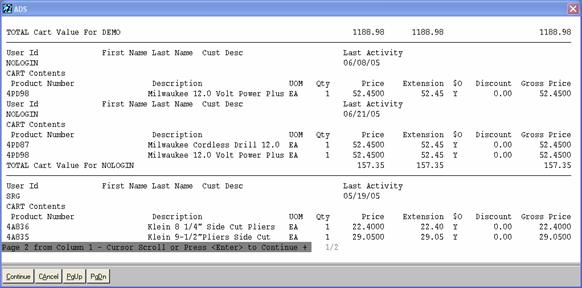 ADS
TOTAL Cart Value For DEMO 1188.98 1188.98 1188.98
User Id First Name Last Name Cust Desc Last Activity
NOLOGIN 06/08/05
CART Contents
Product Number Description UOM Qty Price Extension $O Discount Gross Price
4PD98 Milwaukee 12.0 Volt Power Plus EA 1 52.4500 52.45 Y 0.00 52.4500
User Id First Name Last Name Cust Desc Last Activity
NOLOGIN 06/21/05
CART Contents
Product Number Description UOM Qty Price Extension $O Discount Gross Price
4PD87 Milwaukee Cordless Drill 12.0 EA 1 52.4500 52.45 Y 0.00 52.4500
4PD98 Milwaukee 12.0 Volt Power Plus EA 1 52.4500 52.45 Y 0.00 52.4500
TOTAL Cart Value For NOLOGIN 157.35 157.35 157.35
User Id First Name Last Name Cust Desc Last Activity
SRG 05/19/05
CART Contents
Product Number Description UOM Qty Price Extension $O Discount Gross Price
4A836 Klein 8 1/4" Side Cut Pliers EA 1 22.4000 22.40 Y 0.00 22.4000
4A835 Klein 9-1/2"Pliers Side Cut EA 1 29.0500 29.05 Y 0.00 29.0500
Page 2 from Column 1 - Cursor Scroll or Press <Enter> to Continue + 1/2
Continue CAncel PgUp PgDn